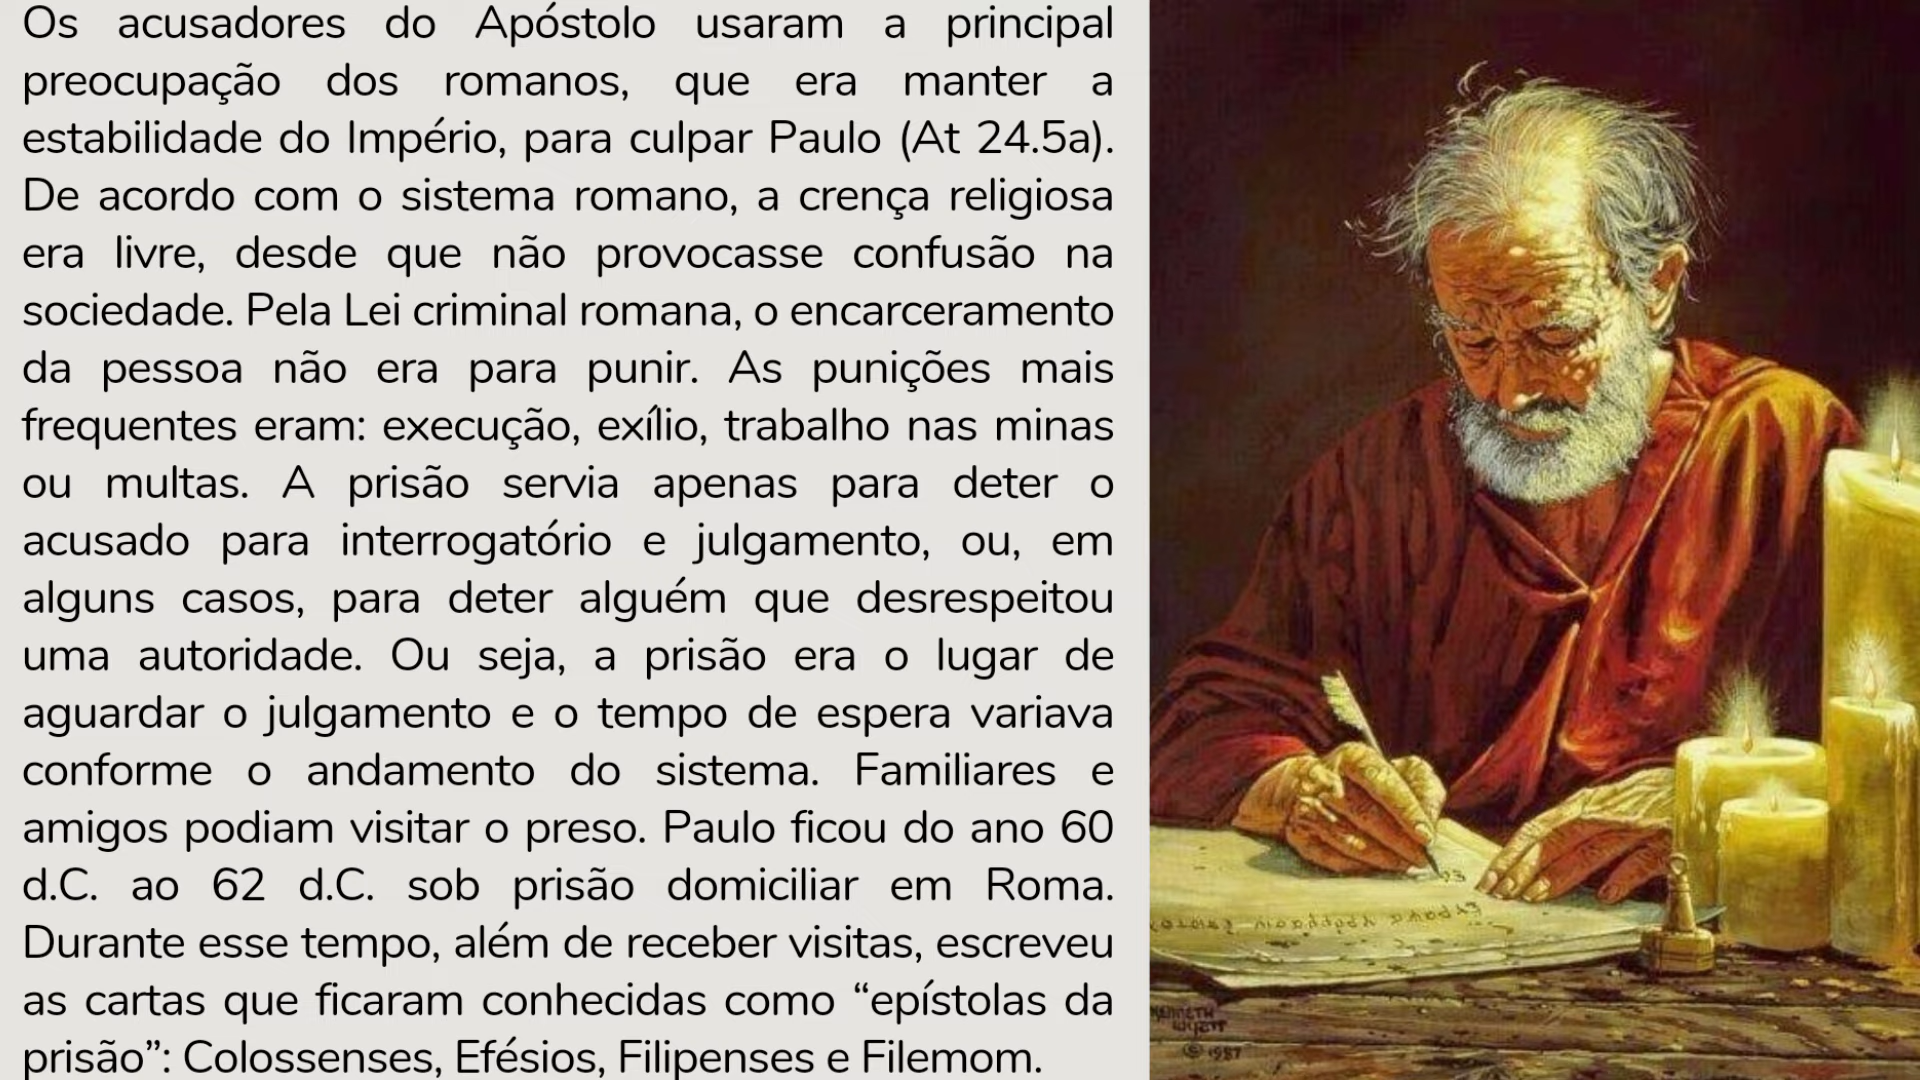 Os acusadores do Apóstolo usaram a principal
preocupação dos romanos, que era manter a
estabilidade do Império, para culpar Paulo (At 24.5a).
De acordo com o sistema romano, a crença religiosa
era livre, desde que não provocasse confusão na
sociedade. Pela Lei criminal romana, o encarceramento
da pessoa não era para punir. As punições mais
frequentes eram: execução, exílio, trabalho nas minas
ou multas. A prisão servia apenas para deter o
acusado para interrogatório e julgamento, ou, em
alguns casos, para deter alguém que desrespeitou
uma autoridade. Ou seja, a prisão era o lugar de
aguardar o julgamento e o tempo de espera variava
conforme o andamento do sistema. Familiares e
amigos podiam visitar o preso. Paulo ficou do ano 60
d.C. ao 62 d.C. sob prisão domiciliar em Roma.
Durante esse tempo, além de receber visitas, escreveu
as cartas que ficaram conhecidas como “epístolas da
prisão”: Colossenses, Efésios, Filipenses e Filemom.
KENNETH
WYATT
© 1987